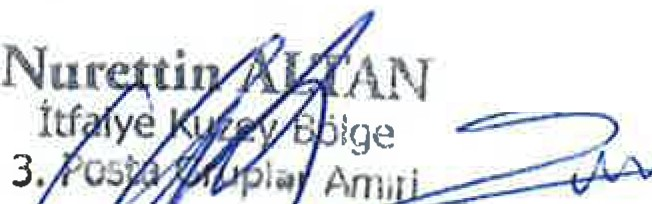 Nurettin ALTAN
İtfaiye Kuzey Bölge
3. Posta Gruplar Amiri